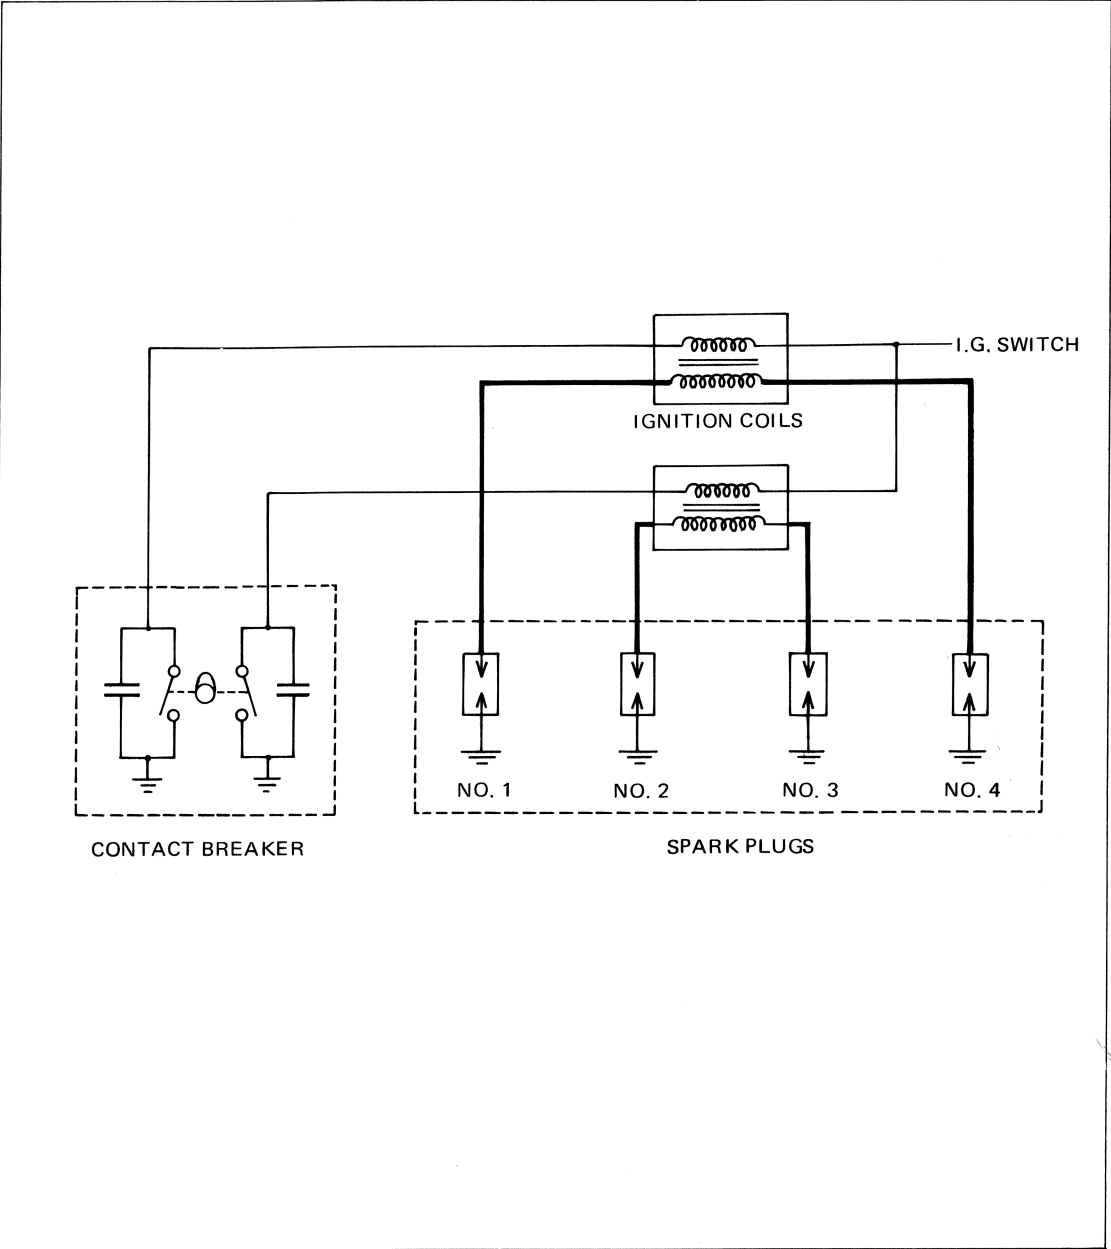 I.G. SWITCH
IGNITION COILS
NO. 1
NO. 2
NO. 3
NO. 4
CONTACT BREAKER
SPARK PLUGS